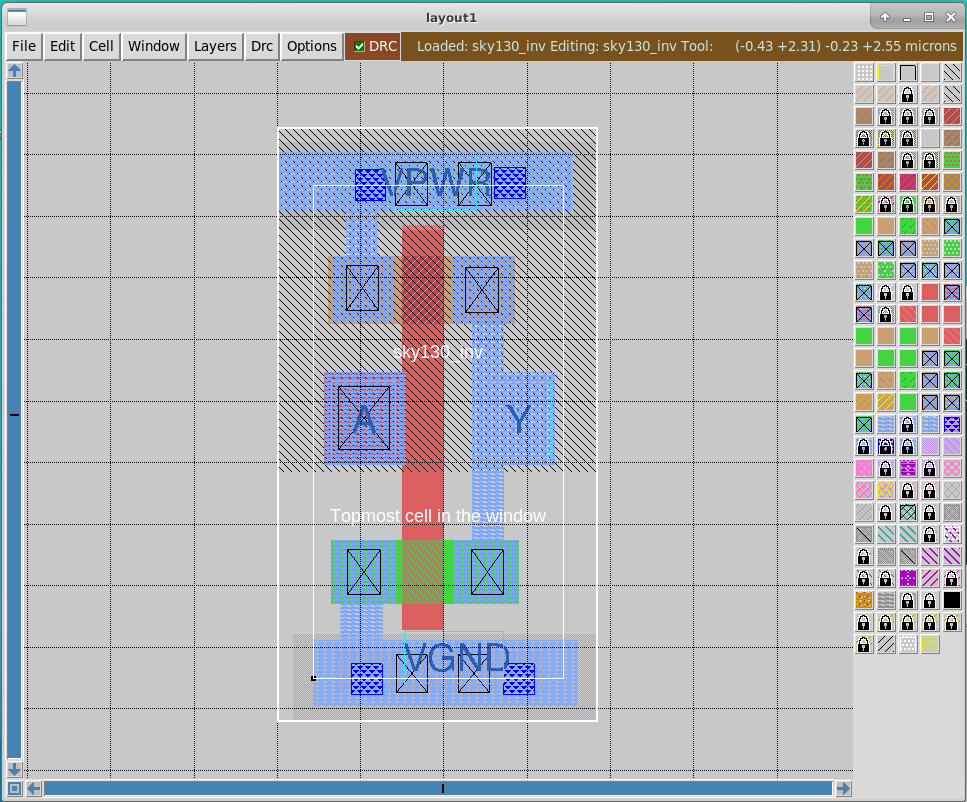 layout1
File Edit Cell Window Layers Drc Options DRC Loaded: sky130_inv Editing: sky130_inv Tool: (-0.43 +2.31) -0.23 +2.55 microns
VPWR
sky130_inv
A Y
Topmost cell in the window
VGND